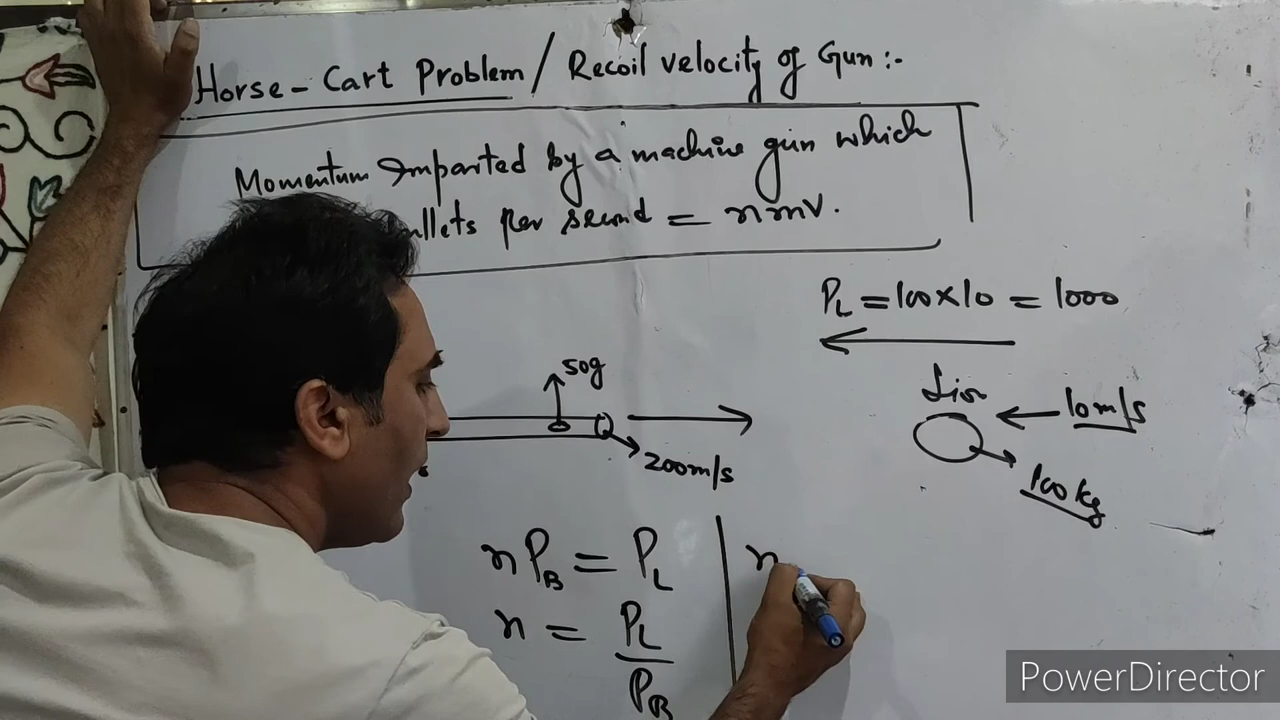 Horse - Cart Problem / Recoil velocity of Gun :-
Momentum Imparted by a machine gun which
ullets per second = nmv.
PL = 100×10 = 1000
50g
Lion
10m/s
200m/s
100kg
nPB = PL
n = PL/PB
n
PowerDirector